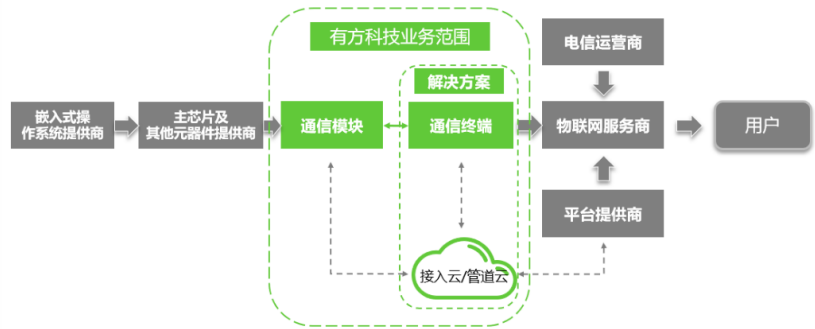 有方科技业务范围
电信运营商
解决方案
嵌入式操
作系统提供商
主芯片及
其他元器件提供商
通信模块
通信终端
物联网服务商
用户
平台提供商
接入云/管道云